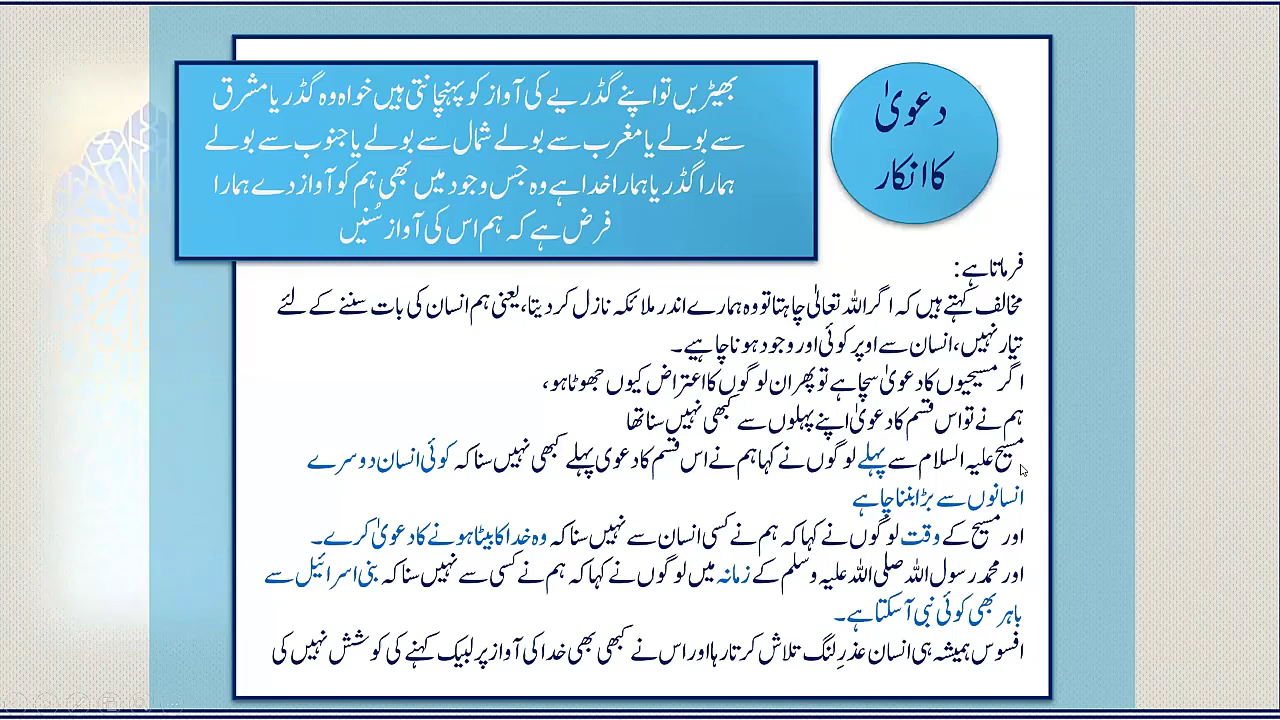 دعویٰ
کا انکار
بھیڑیں تو اپنے گڈریے کی آواز کو پہنچانتی ہیں خواہ وہ گڈریا مشرق
سے بولے یا مغرب سے بولے شمال سے بولے یا جنوب سے بولے
ہمارا گڈریا ہمارا خدا ہے وہ جس وجود میں بھی ہم کو آواز دے ہمارا
فرض ہے کہ ہم اس کی آواز سُنیں
فرماتا ہے:
مخالف کہتے ہیں کہ اگر اللہ تعالیٰ چاہتا تو وہ ہمارے اندر ملائکہ نازل کر دیتا، یعنی ہم انسان کی بات سننے کے لئے
تیار نہیں، انسان سے اوپر کوئی اور وجود ہونا چاہیے۔
اگر مسیحیوں کا دعویٰ سچا ہے تو پھر ان لوگوں کا اعتراض کیوں جھوٹا ہو،
ہم نے تو اس قسم کا دعویٰ اپنے پہلوں سے کبھی نہیں سنا تھا
مسیح علیہ السلام سے پہلے لوگوں نے کہا ہم نے اس قسم کا دعوی پہلے کبھی نہیں سنا کہ کوئی انسان دوسرے
انسانوں سے بڑا بننا چاہے
اور مسیح کے وقت لوگوں نے کہا کہ ہم نے کسی انسان سے نہیں سنا کہ وہ خدا کا بیٹا ہونے کا دعویٰ کرے۔
اور محمد رسول اللہ صلی اللہ علیہ وسلم کے زمانہ میں لوگوں نے کہا کہ ہم نے کسی سے نہیں سنا کہ بنی اسرائیل سے
باہر بھی کوئی نبی آسکتا ہے۔
افسوس ہمیشہ ہی انسان عذرِ لنگ تلاش کرتا رہا اور اس نے کبھی بھی خدا کی آواز پر لبیک کہنے کی کوشش نہیں کی